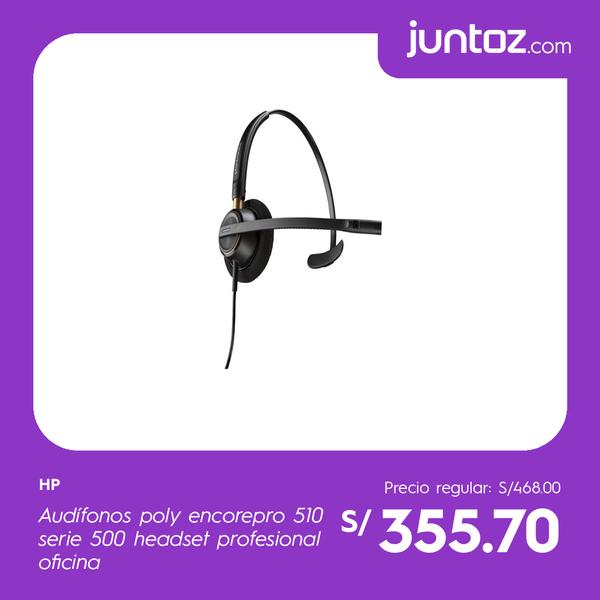 juntoz.com
HP
Audífonos poly encorepro 510
serie 500 headset profesional
oficina
Precio regular: S/468.00
S/ 355.70